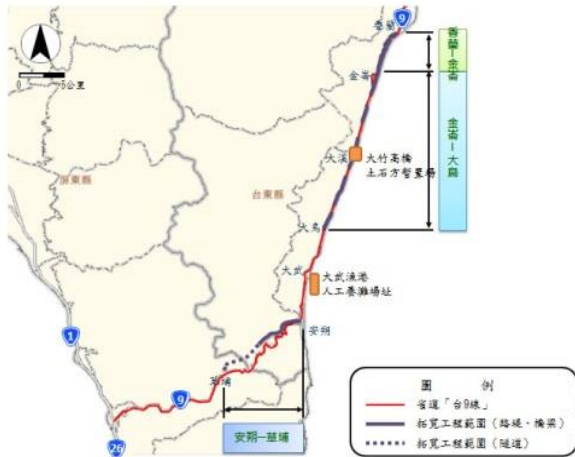 9
香蘭
0 5公里
金崙
香蘭-金崙
金崙-大鳥
大溪
大竹高橋
土石方暫置場
屏東縣
台東縣
大鳥
大武
大武漁港
人工養灘場址
安朔
1
草埔
9
26
安朔-草埔
圖 例
省道「台9線」
拓寬工程範圍(路堤、橋梁)
拓寬工程範圍(隧道)